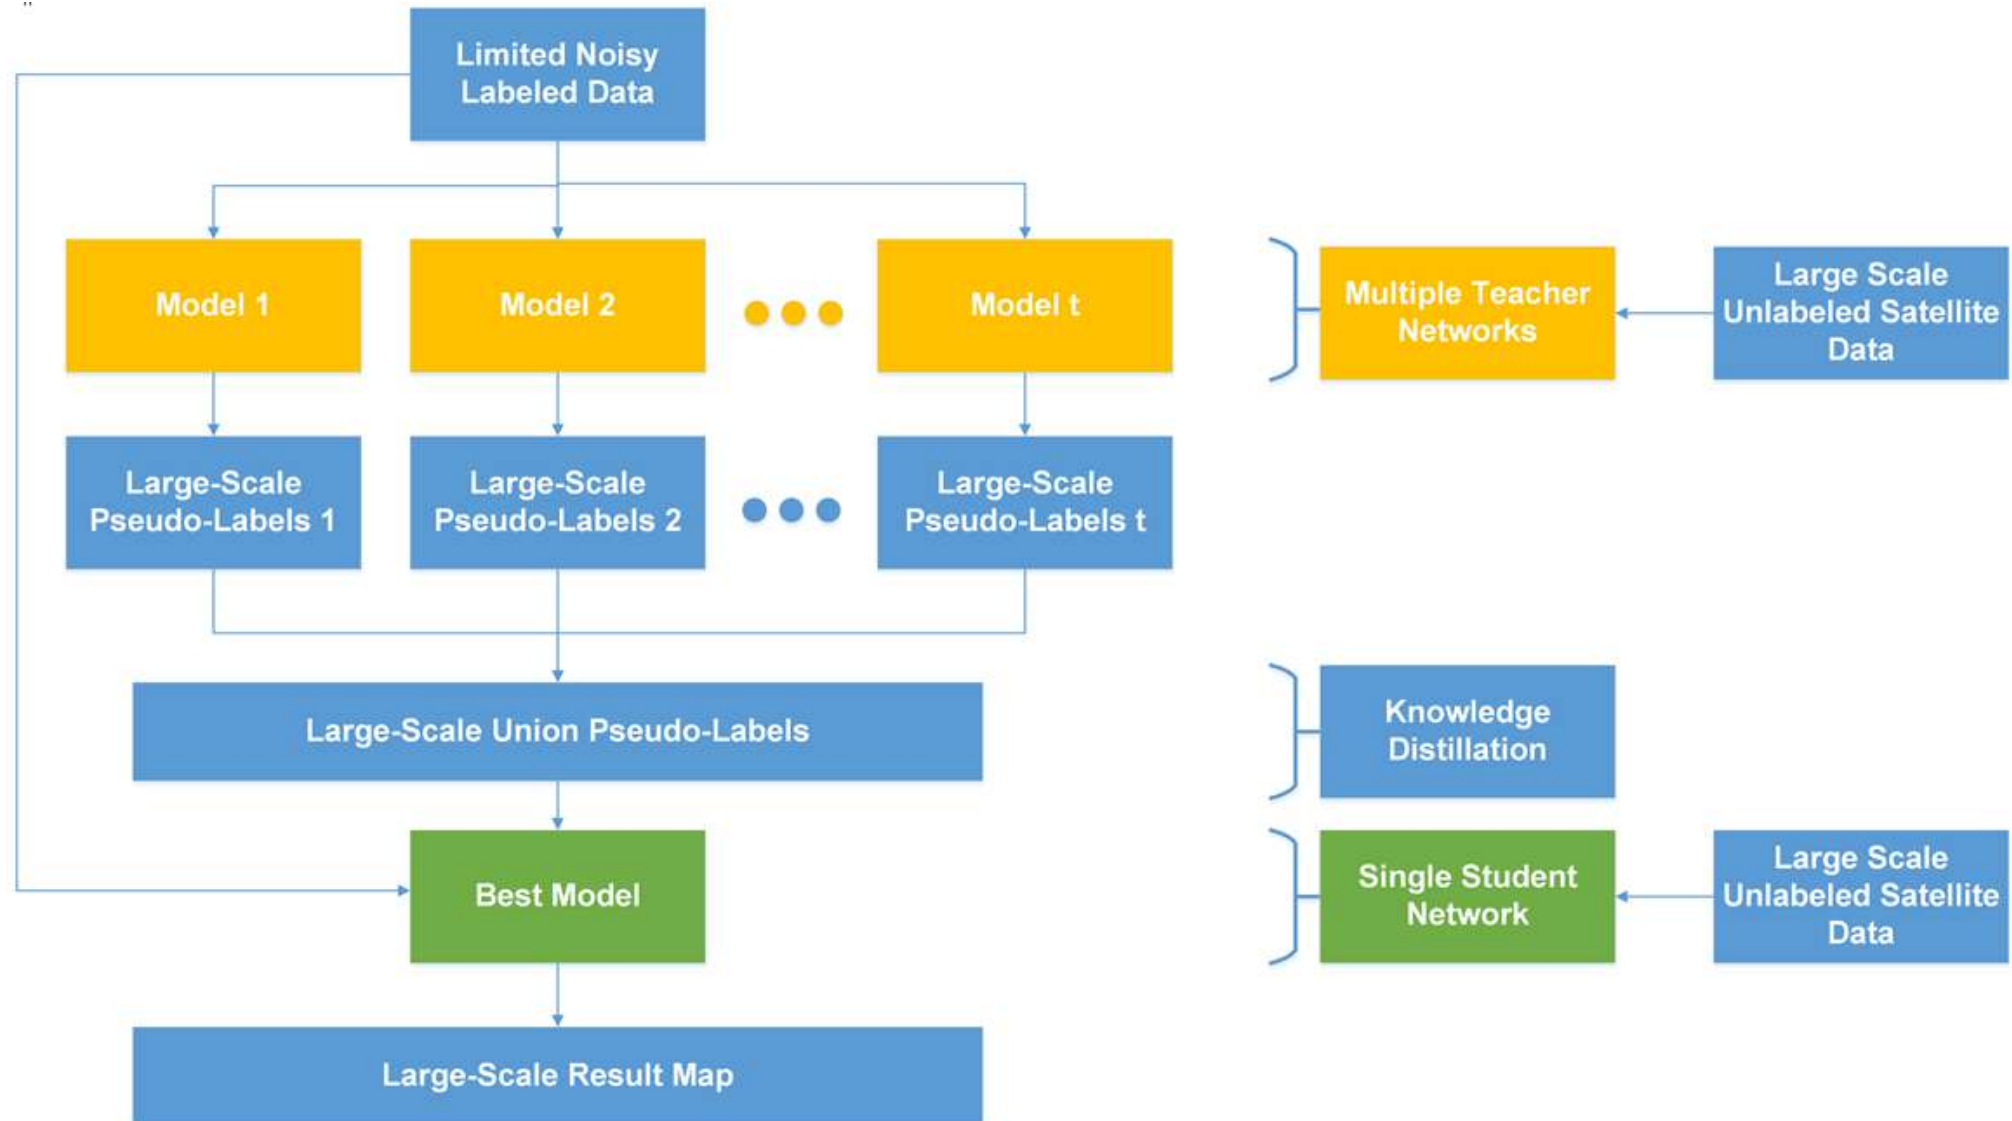 Limited Noisy
Labeled Data
Model 1
Model 2
Model t
Multiple Teacher
Networks
Large Scale
Unlabeled Satellite
Data
Large-Scale
Pseudo-Labels 1
Large-Scale
Pseudo-Labels 2
Large-Scale
Pseudo-Labels t
Large-Scale Union Pseudo-Labels
Knowledge
Distillation
Best Model
Single Student
Network
Large Scale
Unlabeled Satellite
Data
Large-Scale Result Map